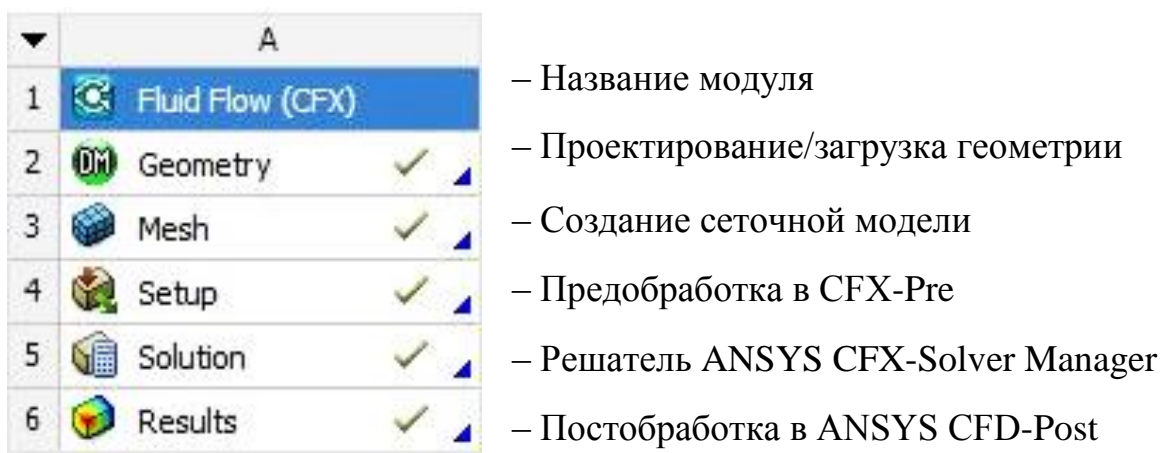 A
1 Fluid Flow (CFX) – Название модуля
2 DM Geometry – Проектирование/загрузка геометрии
3 Mesh – Создание сеточной модели
4 Setup – Предобработка в CFX-Pre
5 Solution – Решатель ANSYS CFX-Solver Manager
6 Results – Постобработка в ANSYS CFD-Post